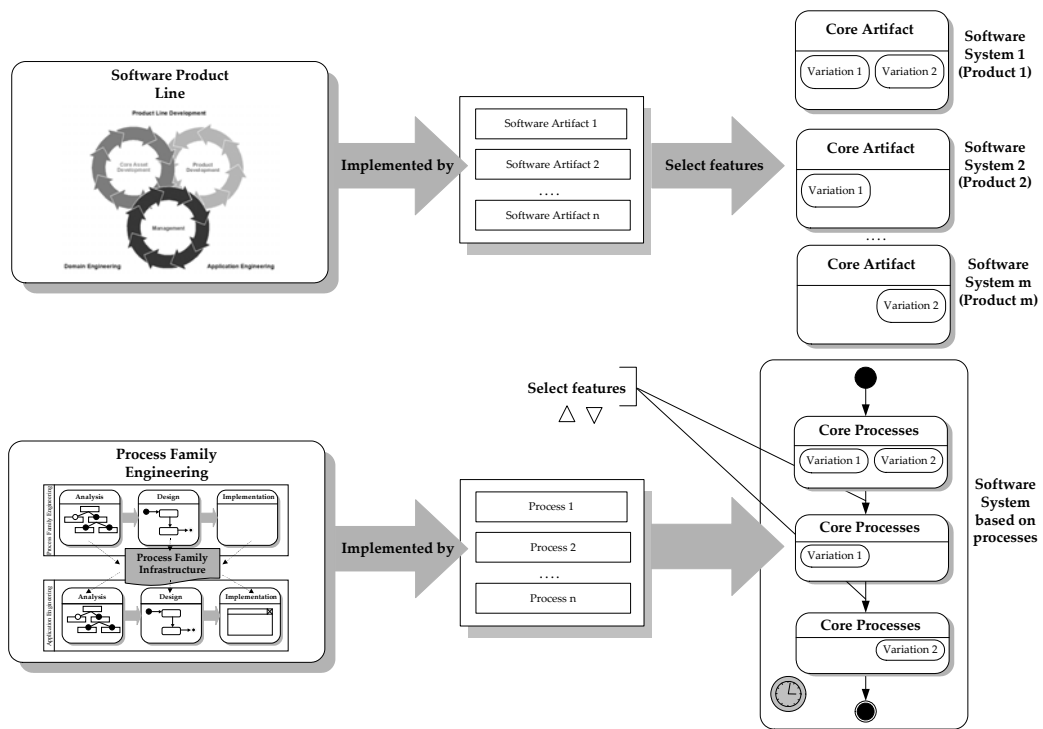 Software Product
Line
Product Line Development
Core Asset
Development
Product
Development
Management
Domain Engineering
Application Engineering
Implemented by
Software Artifact 1
Software Artifact 2
....
Software Artifact n
Select features
Core Artifact
Variation 1
Variation 2
Software
System 1
(Product 1)
Core Artifact
Variation 1
Software
System 2
(Product 2)
....
Core Artifact
Variation 2
Software
System m
(Product m)
Process Family
Engineering
Process Family Engineering
Analysis
Design
Implementation
Process Family
Infrastructure
Application Engineering
Analysis
Design
Implementation
Implemented by
Process 1
Process 2
....
Process n
Select features
Core Processes
Variation 1
Variation 2
Core Processes
Variation 1
Core Processes
Variation 2
Software
System
based on
processes